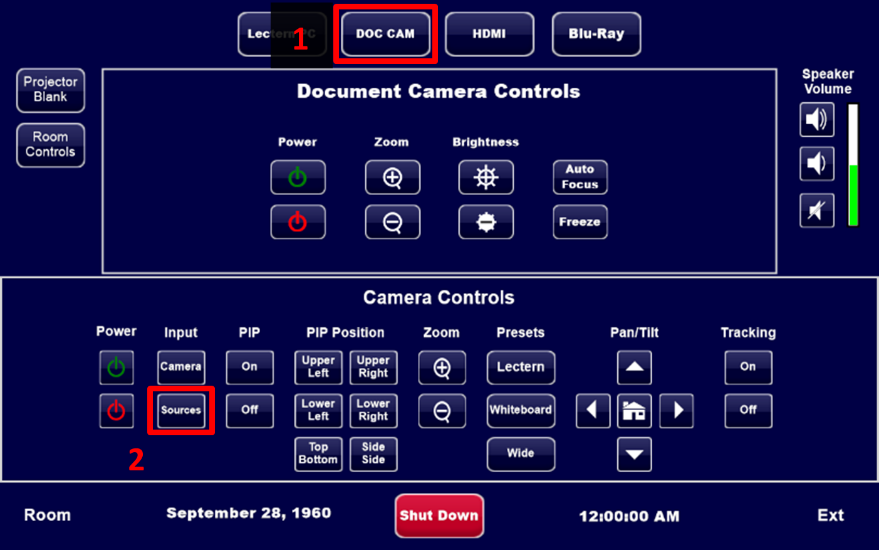 Lectern PC
1
DOC CAM
HDMI
Blu-Ray
Projector
Blank
Room
Controls
Document Camera Controls
Power
Zoom
Brightness
Auto
Focus
Freeze
Speaker
Volume
Camera Controls
Power
Input
PIP
PIP Position
Zoom
Presets
Pan/Tilt
Tracking
Camera
On
Upper
Left
Upper
Right
Lectern
On
Sources
Off
Lower
Left
Lower
Right
Whiteboard
Off
2
Top
Bottom
Side
Side
Wide
Room
September 28, 1960
Shut Down
12:00:00 AM
Ext